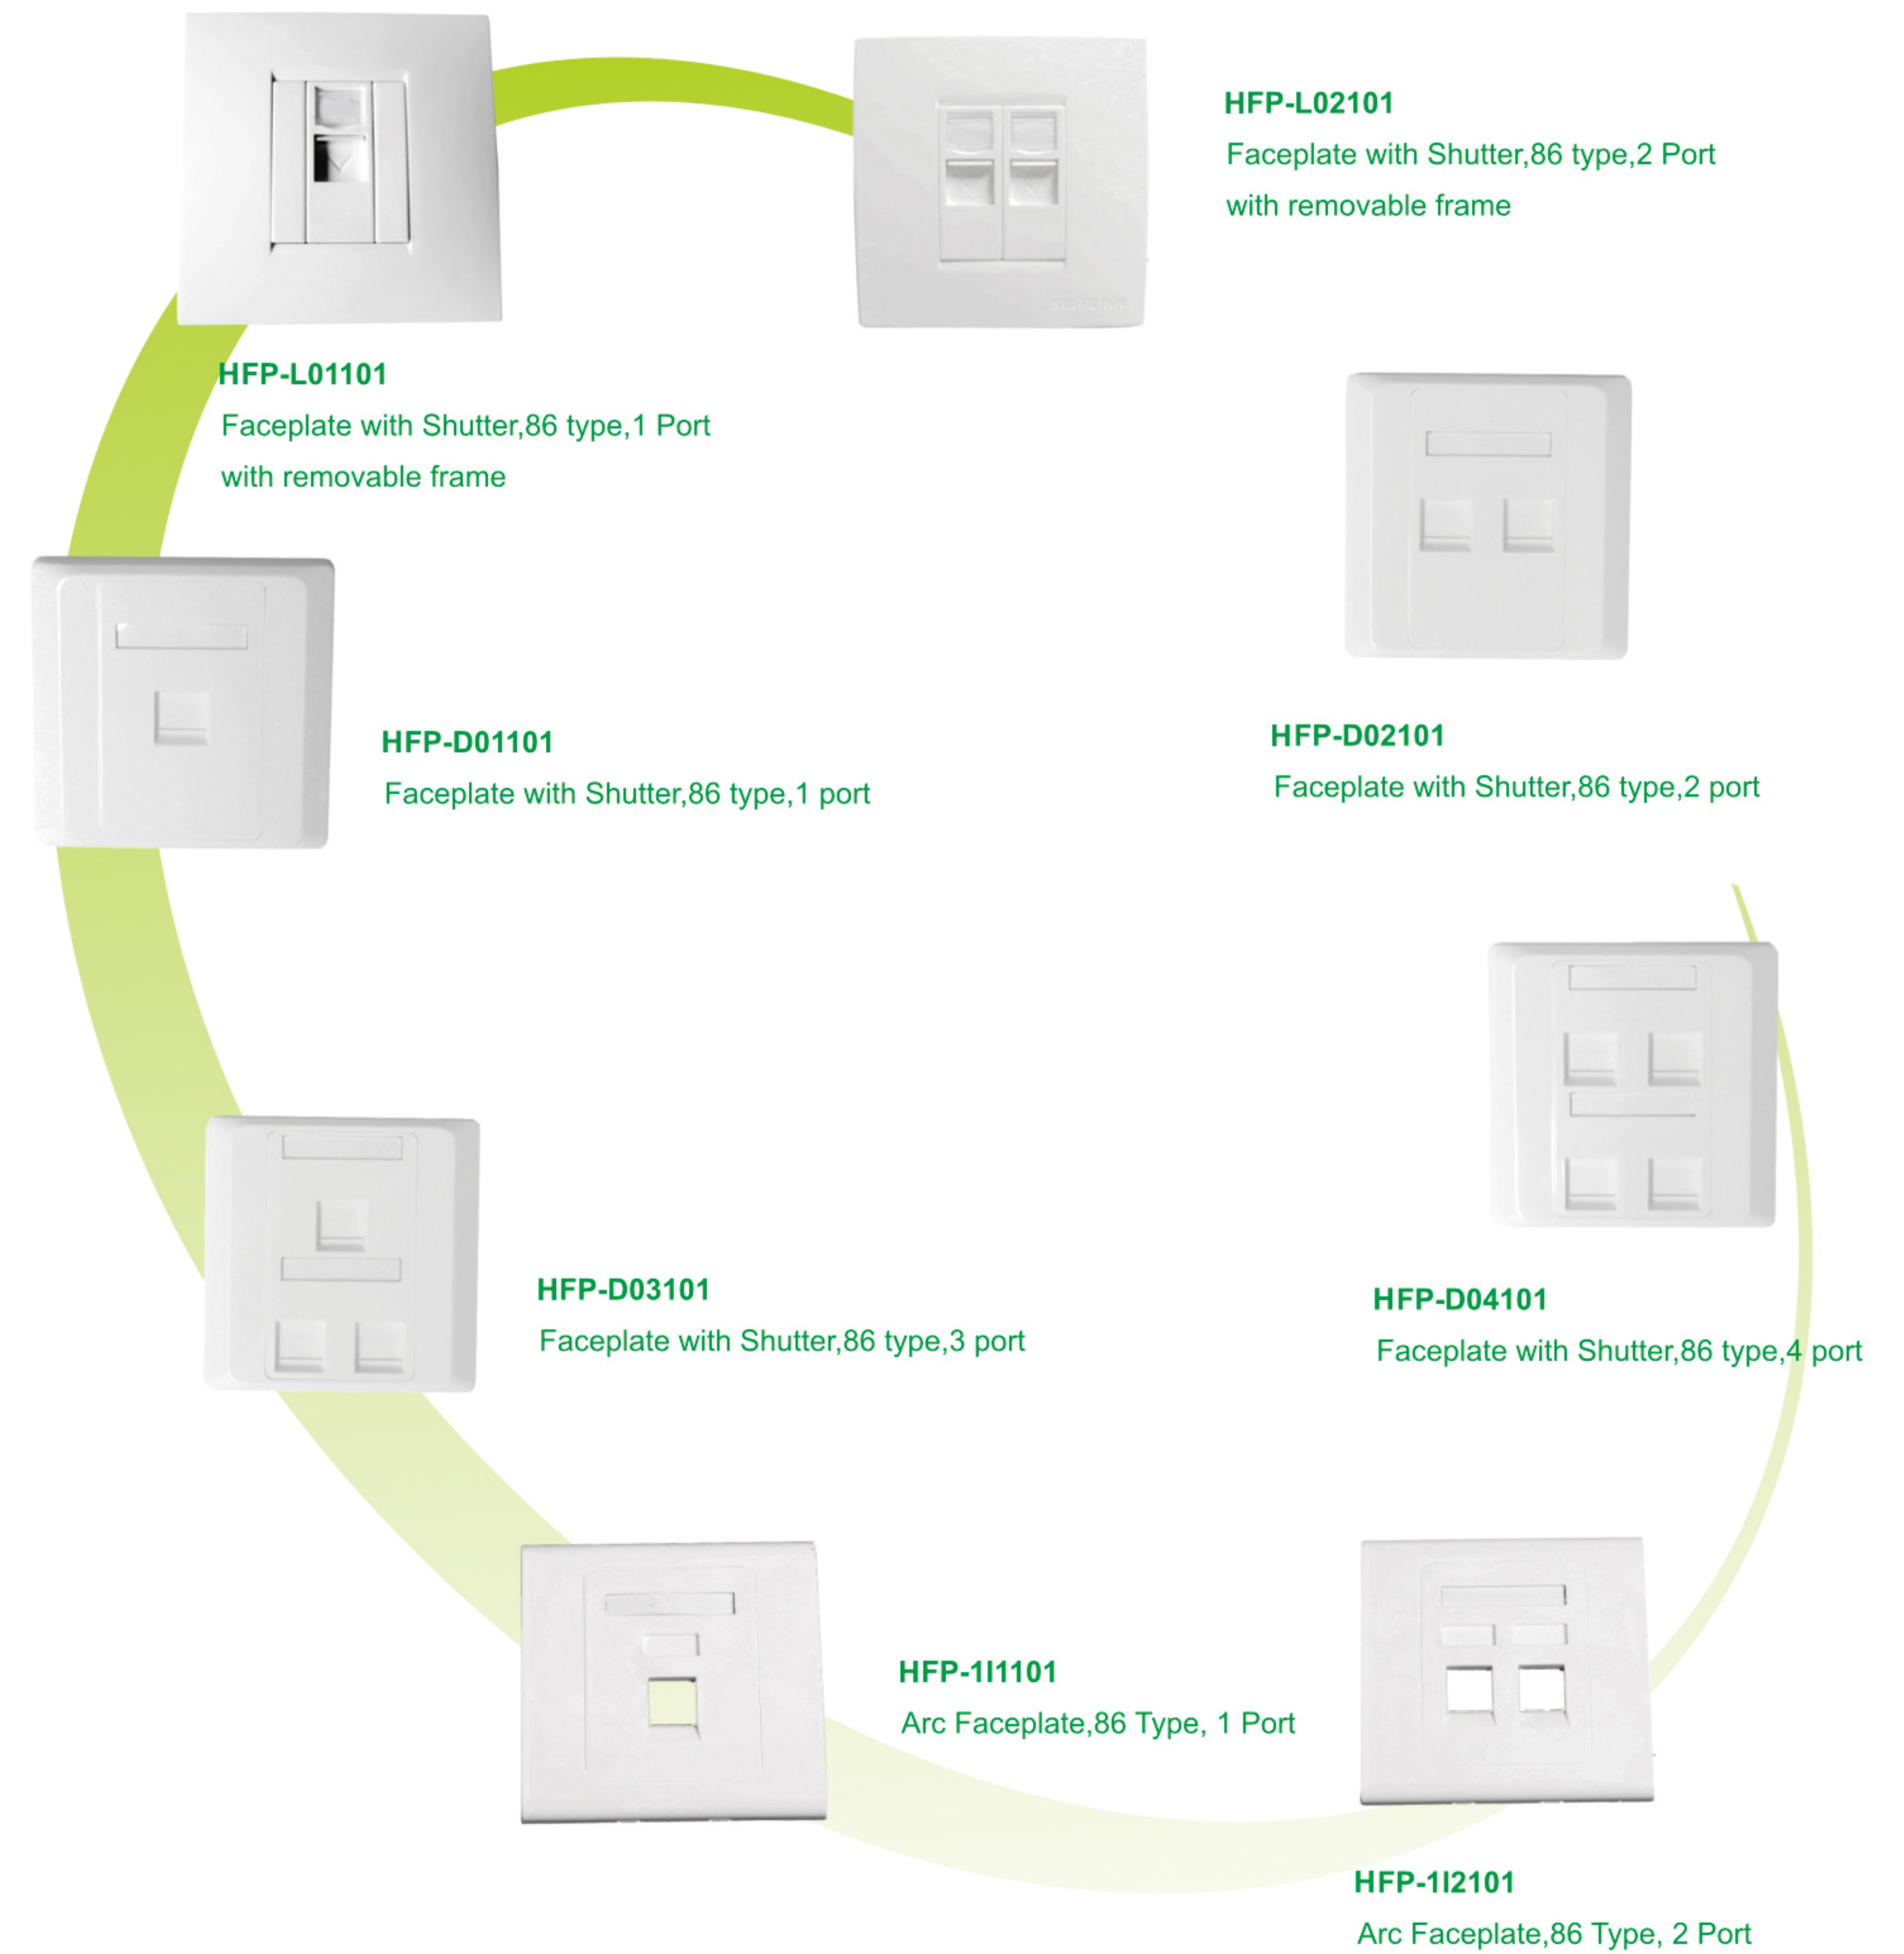 SUR-LINK
HFP-L02101
Faceplate with Shutter,86 type,2 Port
with removable frame
HFP-L01101
Faceplate with Shutter,86 type,1 Port
with removable frame
HFP-D01101
Faceplate with Shutter,86 type,1 port
HFP-D02101
Faceplate with Shutter,86 type,2 port
HFP-D03101
Faceplate with Shutter,86 type,3 port
HFP-D04101
Faceplate with Shutter,86 type,4 port
HFP-1I1101
Arc Faceplate,86 Type, 1 Port
HFP-1I2101
Arc Faceplate,86 Type, 2 Port